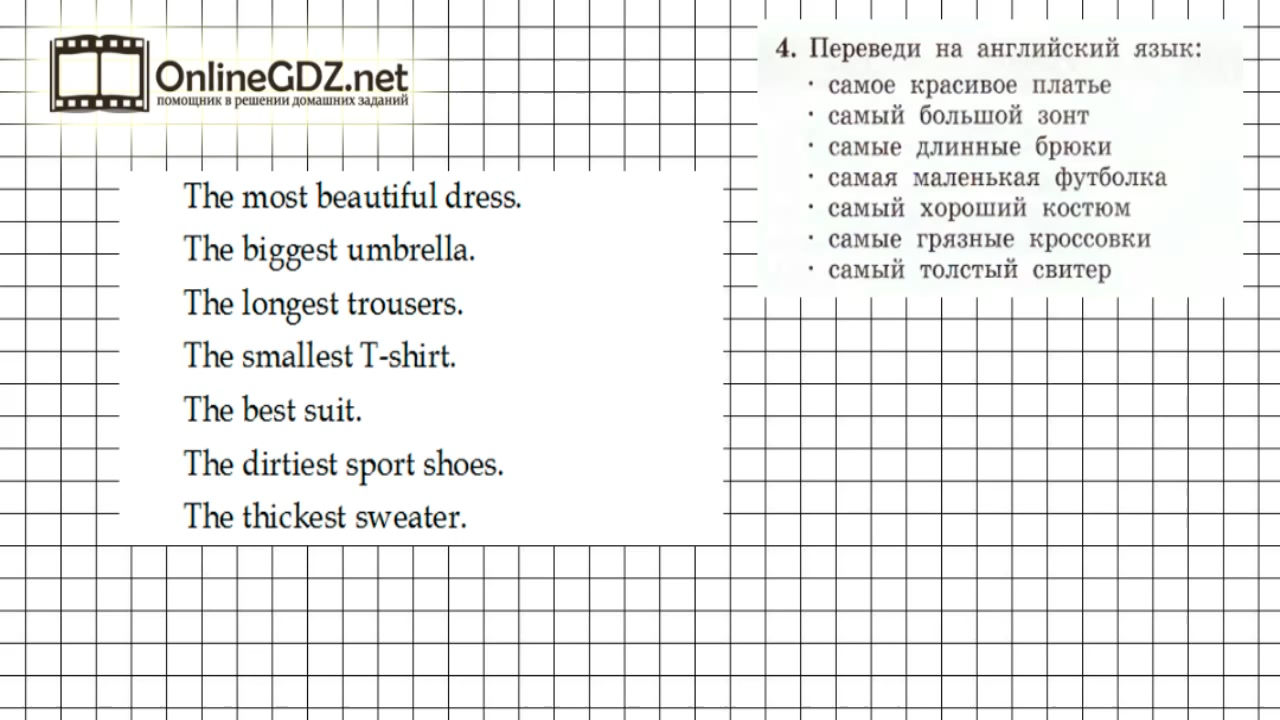 OnlineGDZ.net
помощник в решении домашних заданий
4. Переведи на английский язык:
· самое красивое платье
· самый большой зонт
· самые длинные брюки
· самая маленькая футболка
· самый хороший костюм
· самые грязные кроссовки
· самый толстый свитер
The most beautiful dress.
The biggest umbrella.
The longest trousers.
The smallest T-shirt.
The best suit.
The dirtiest sport shoes.
The thickest sweater.